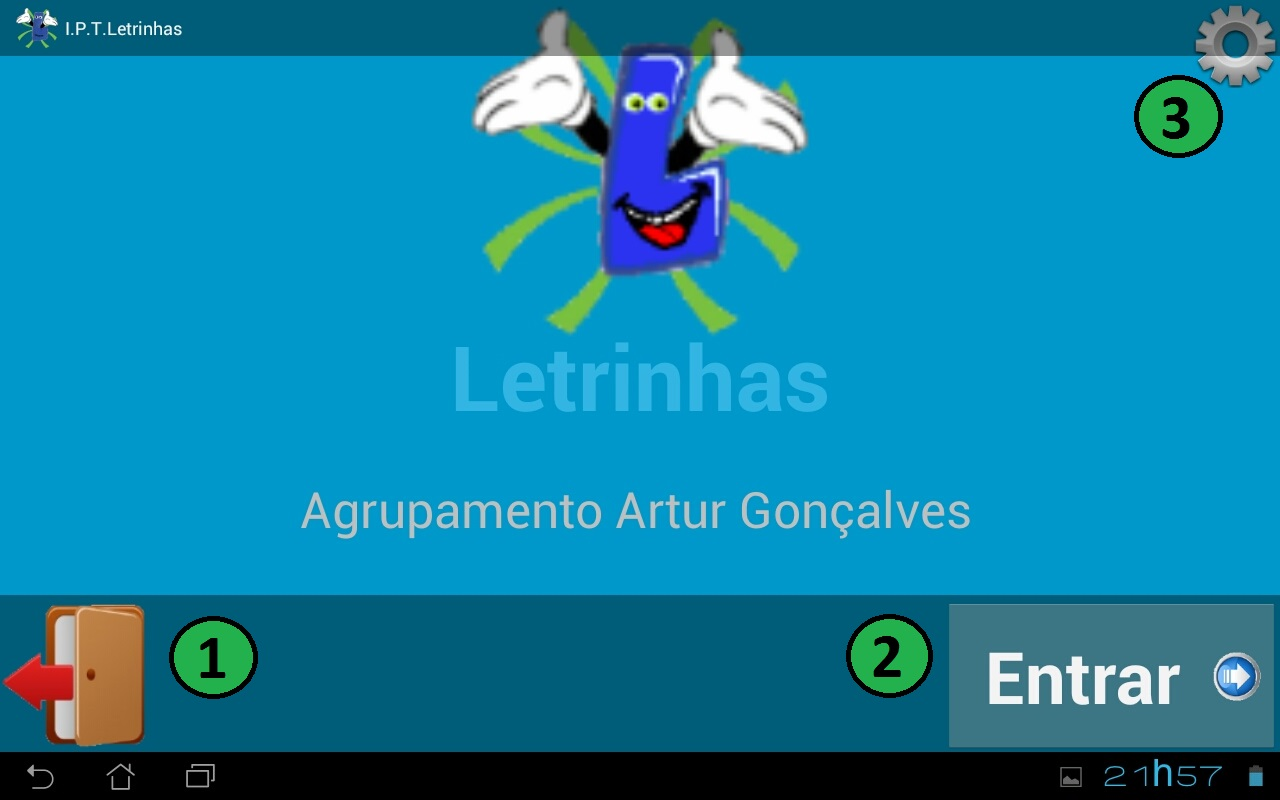 I.P.T.Letrinhas
3
Letrinhas
Agrupamento Artur Gonçalves
1
2
Entrar
21h57